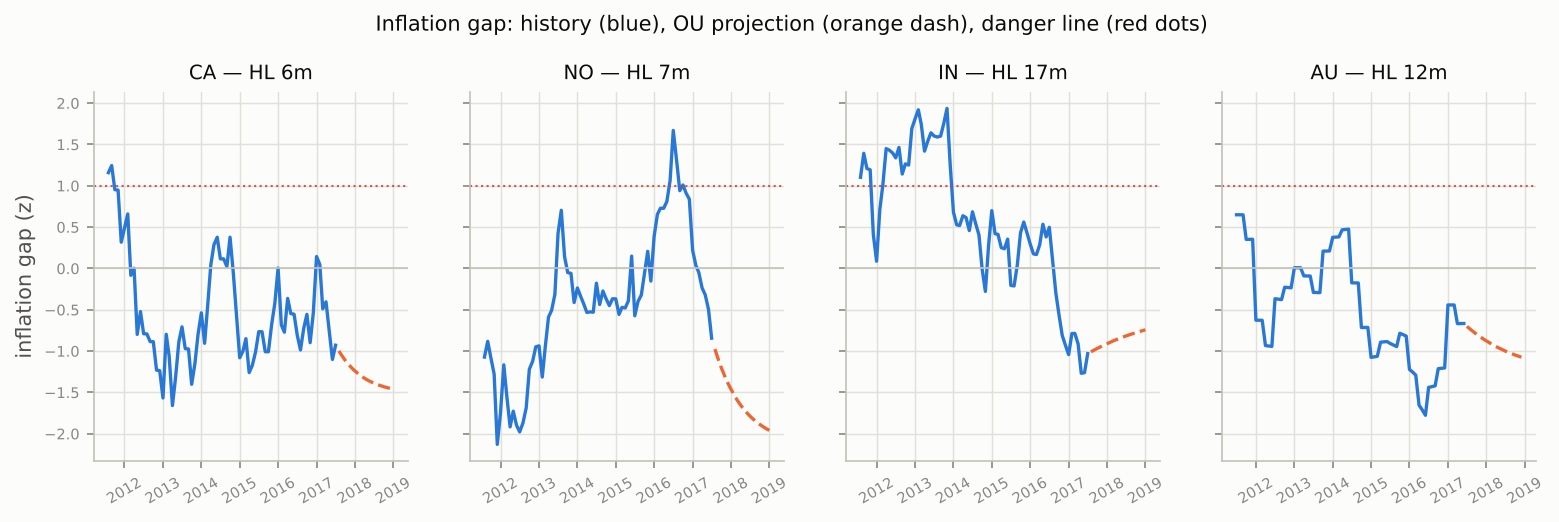 Inflation gap: history (blue), OU projection (orange dash), danger line (red dots)
CA — HL 6m
NO — HL 7m
IN — HL 17m
AU — HL 12m
inflation gap (z)
2.0
1.5
1.0
0.5
0.0
−0.5
−1.0
−1.5
−2.0
2012 2013 2014 2015 2016 2017 2018 2019
2012 2013 2014 2015 2016 2017 2018 2019
2012 2013 2014 2015 2016 2017 2018 2019
2012 2013 2014 2015 2016 2017 2018 2019